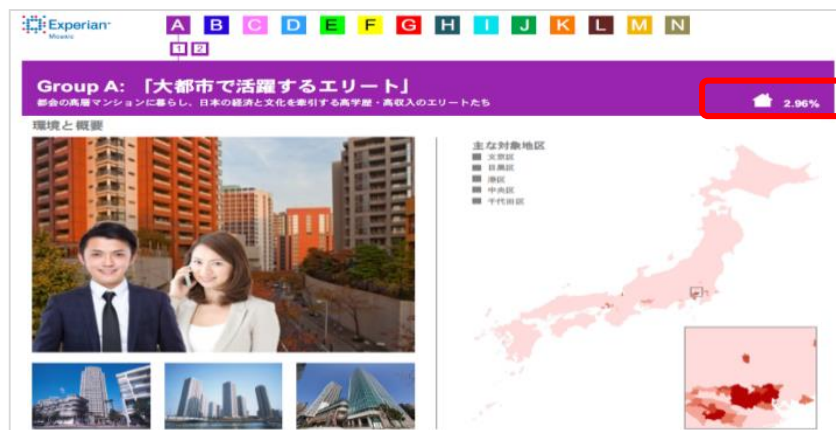 Experian
Mosaic
A B C D E F G H I J K L M N
1 2
Group A: 「大都市で活躍するエリート」
都会の高層マンションに暮らし、日本の経済と文化を牽引する高学歴・高収入のエリートたち
2.96%
環境と概要
主な対象地区
文京区
目黒区
港区
中央区
千代田区